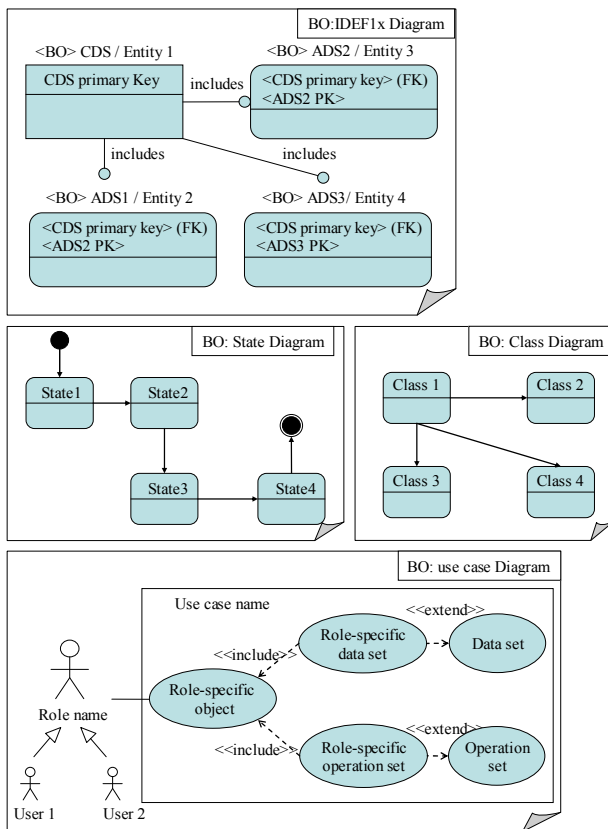 BO:IDEF1x Diagram
<BO> CDS / Entity 1
<BO> ADS2 / Entity 3
CDS primary Key
includes
<CDS primary key> (FK)
<ADS2 PK>
includes
includes
<BO> ADS1 / Entity 2
<BO> ADS3/ Entity 4
<CDS primary key> (FK)
<ADS2 PK>
<CDS primary key> (FK)
<ADS3 PK>
BO: State Diagram
State1
State2
State3
State4
BO: Class Diagram
Class 1
Class 2
Class 3
Class 4
BO: use case Diagram
Use case name
<<extend>>
<<include>>
Role-specific
data set
Data set
Role-specific
object
Role name
<<extend>>
<<include>>
Role-specific
operation set
Operation
set
User 1
User 2